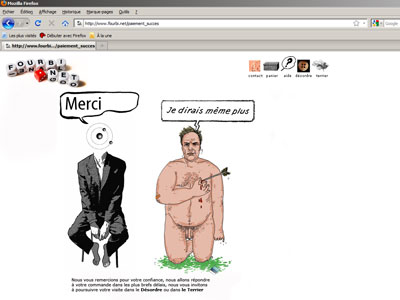 Mozilla Firefox
Fichier Édition Affichage Historique Marque-pages Outils ?
http://www.fourbi.net/paiement_succes
Les plus visités Débuter avec Firefox À la une
http://www.fourbi.../paiement_succes
FOURBI
NET
contact panier aide désordre terrier
Merci
Je dirais même plus
Nous vous remercions pour votre confiance, nous allons répondre
à votre commande dans les plus brefs délais, nous vous invitons
à poursuivre votre visite dans le Désordre ou dans le Terrier